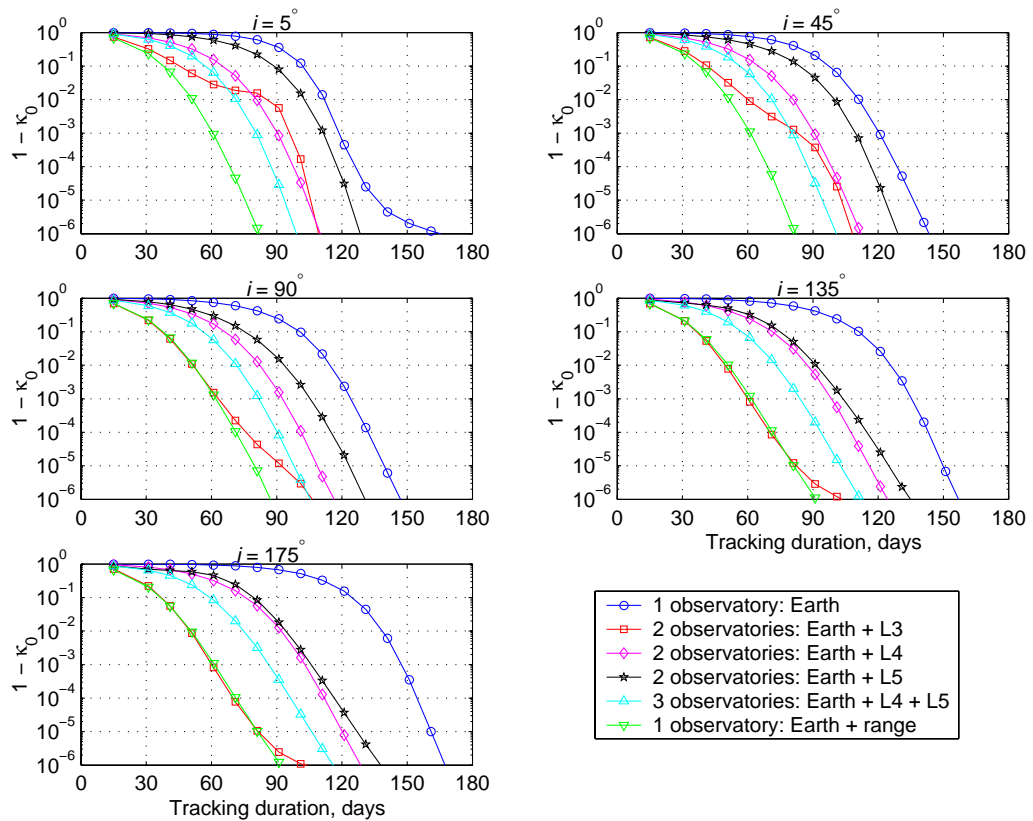 i = 5°
1 − κ0
10^0
10^−1
10^−2
10^−3
10^−4
10^−5
10^−6
0 30 60 90 120 150 180
i = 45°
1 − κ0
10^0
10^−1
10^−2
10^−3
10^−4
10^−5
10^−6
0 30 60 90 120 150 180
i = 90°
1 − κ0
10^0
10^−1
10^−2
10^−3
10^−4
10^−5
10^−6
0 30 60 90 120 150 180
i = 135°
1 − κ0
10^0
10^−1
10^−2
10^−3
10^−4
10^−5
10^−6
0 30 60 90 120 150 180
Tracking duration, days
i = 175°
1 − κ0
10^0
10^−1
10^−2
10^−3
10^−4
10^−5
10^−6
0 30 60 90 120 150 180
Tracking duration, days
1 observatory: Earth
2 observatories: Earth + L3
2 observatories: Earth + L4
2 observatories: Earth + L5
3 observatories: Earth + L4 + L5
1 observatory: Earth + range